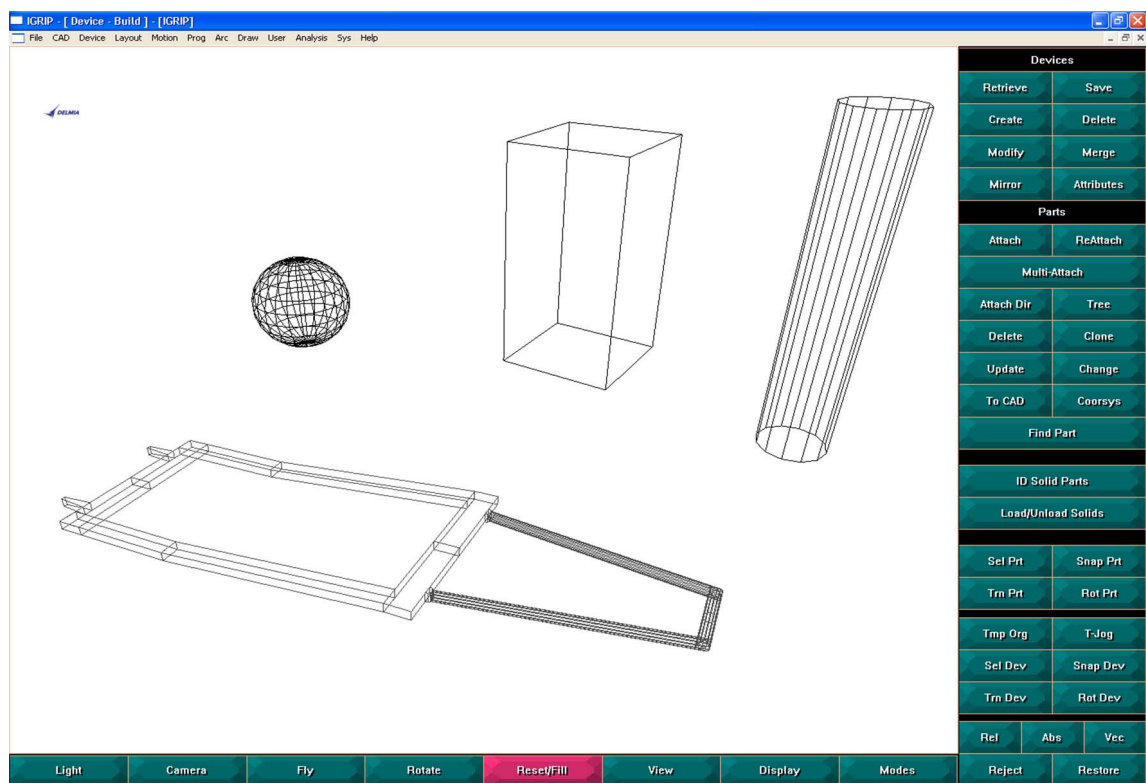 IGRIP - [ Device - Build ] - [IGRIP]
File CAD Device Layout Motion Prog Arc Draw User Analysis Sys Help
DELMIA
Devices
Retrieve Save
Create Delete
Modify Merge
Mirror Attributes
Parts
Attach ReAttach
Multi-Attach
Attach Dir Tree
Delete Clone
Update Change
To CAD Coorsys
Find Part
ID Solid Parts
Load/Unload Solids
Sel Prt Snap Prt
Trn Prt Rot Prt
Tmp Org T-Jog
Sel Dev Snap Dev
Trn Dev Rot Dev
Rel Abs Vec
Light Camera Fly Rotate Reset/Fill View Display Modes Reject Restore